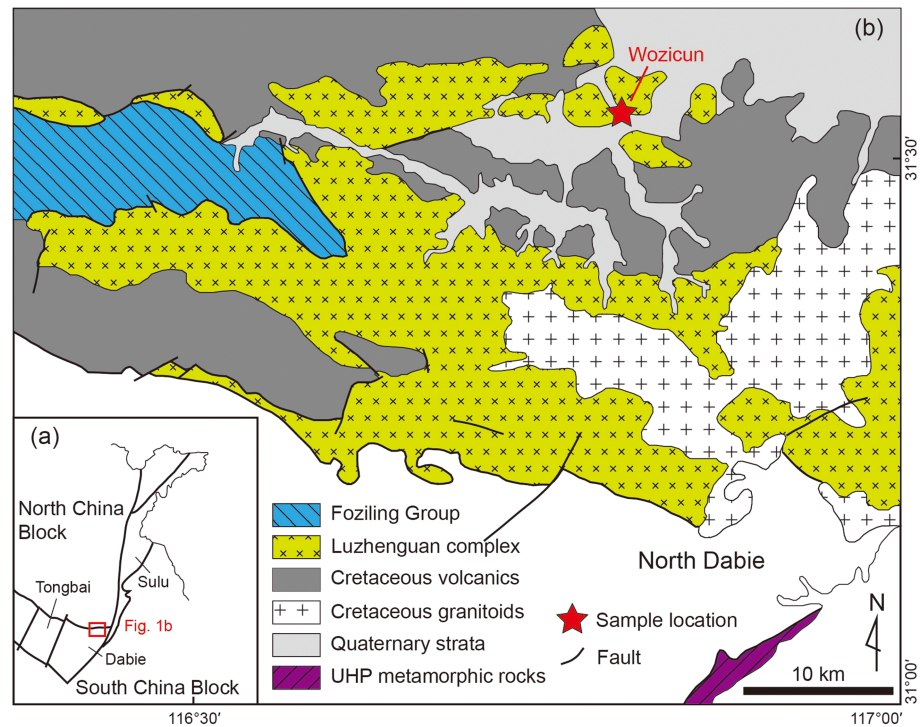 (b)
Wozicun
31°30′
(a)
North China
Block
Tongbai
Sulu
Fig. 1b
Dabie
South China Block
Foziling Group
Luzhenguan complex
Cretaceous volcanics
Cretaceous granitoids
Quaternary strata
UHP metamorphic rocks
North Dabie
Sample location
Fault
N
10 km
31°00′
116°30′
117°00′